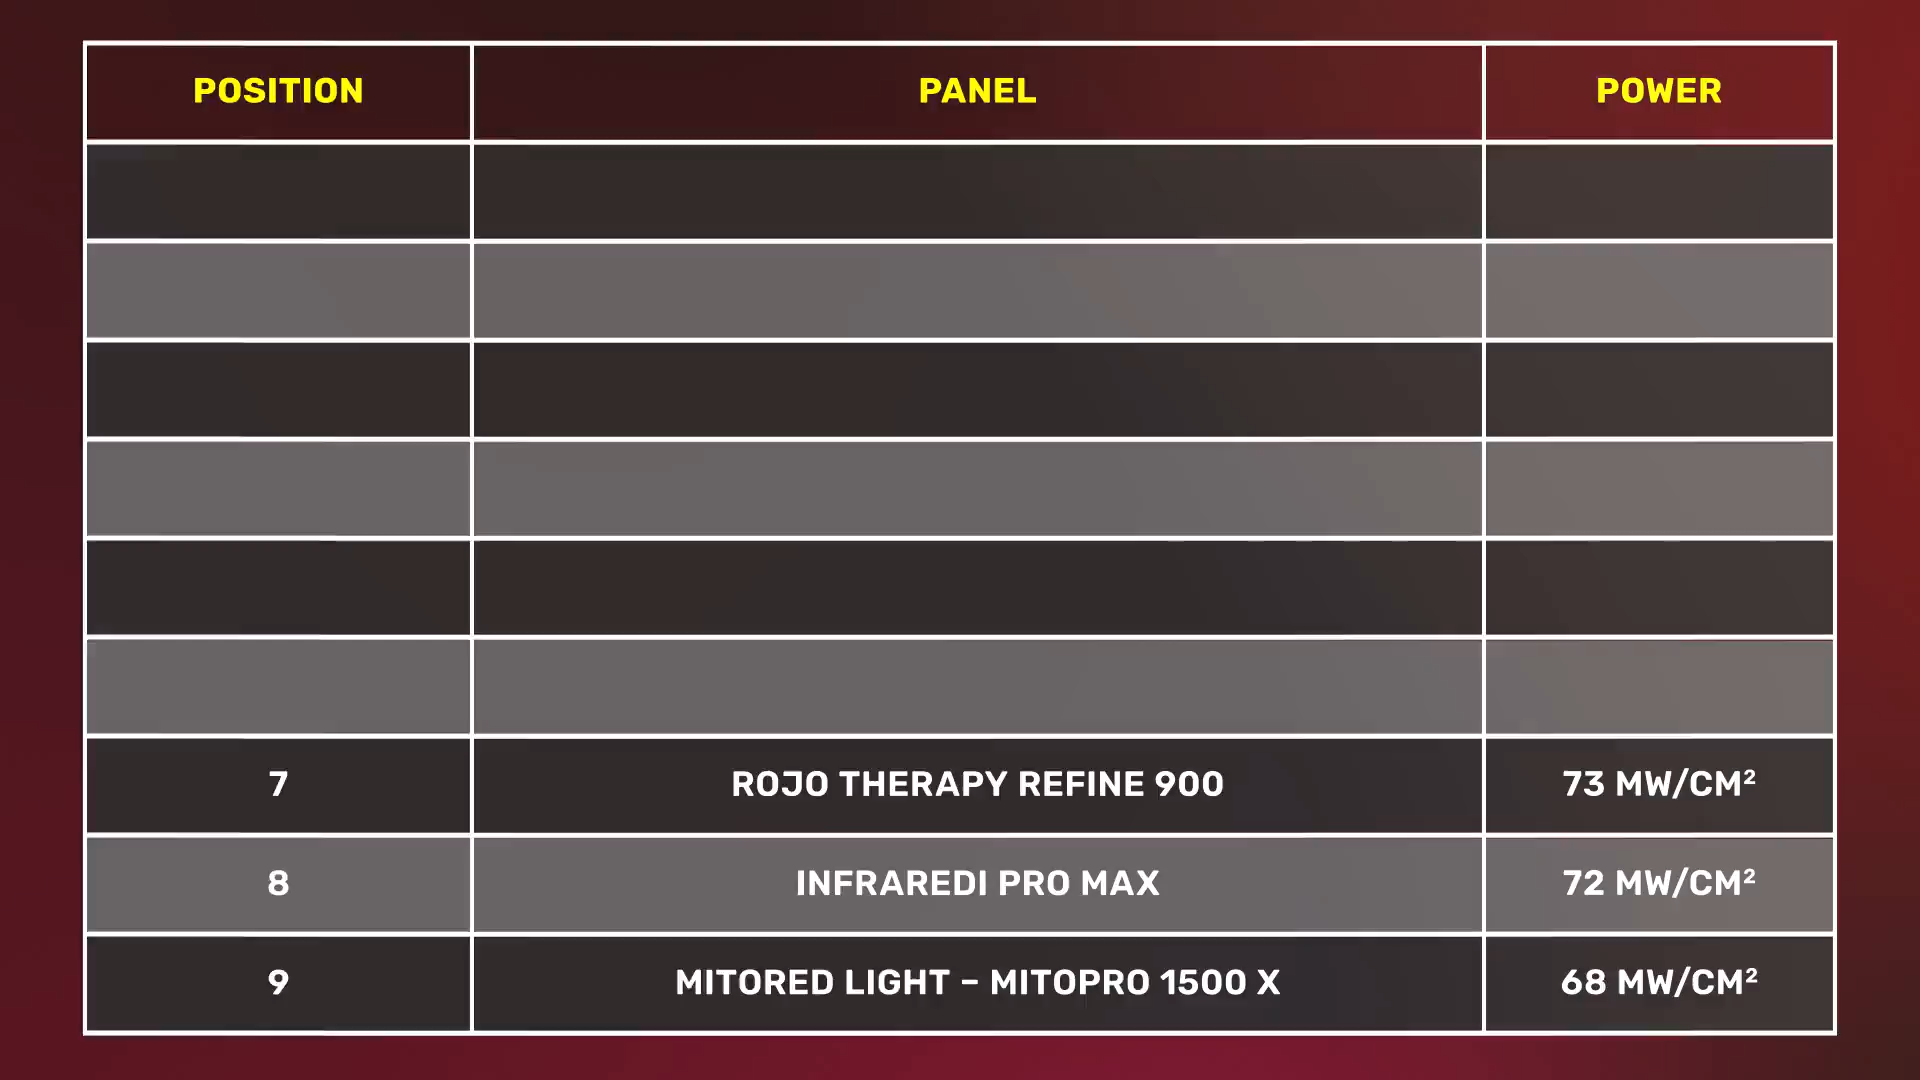 POSITION PANEL POWER
7 ROJO THERAPY REFINE 900 73 MW/CM²
8 INFRAREDI PRO MAX 72 MW/CM²
9 MITORED LIGHT – MITOPRO 1500 X 68 MW/CM²